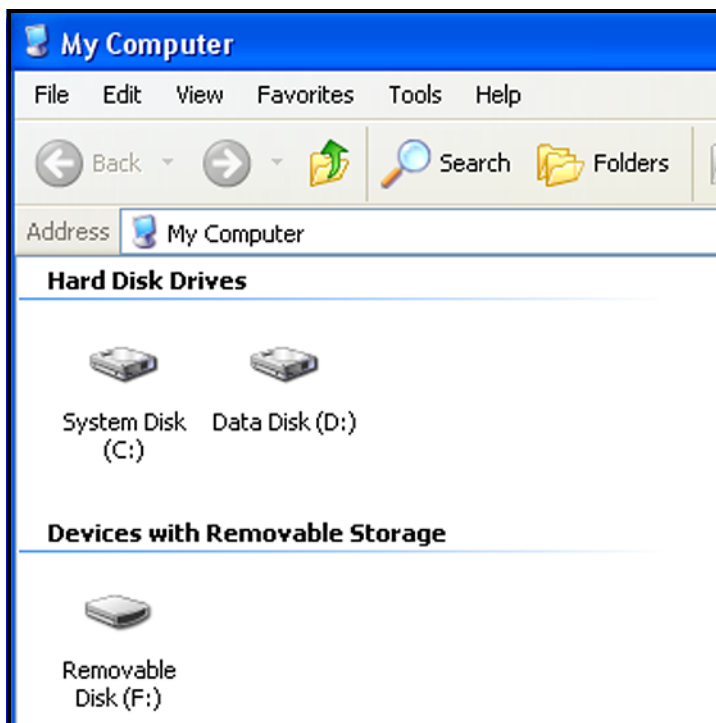 My Computer
File Edit View Favorites Tools Help
Back Search Folders
Address My Computer
Hard Disk Drives
System Disk Data Disk (D:)
(C:)
Devices with Removable Storage
Removable
Disk (F:)